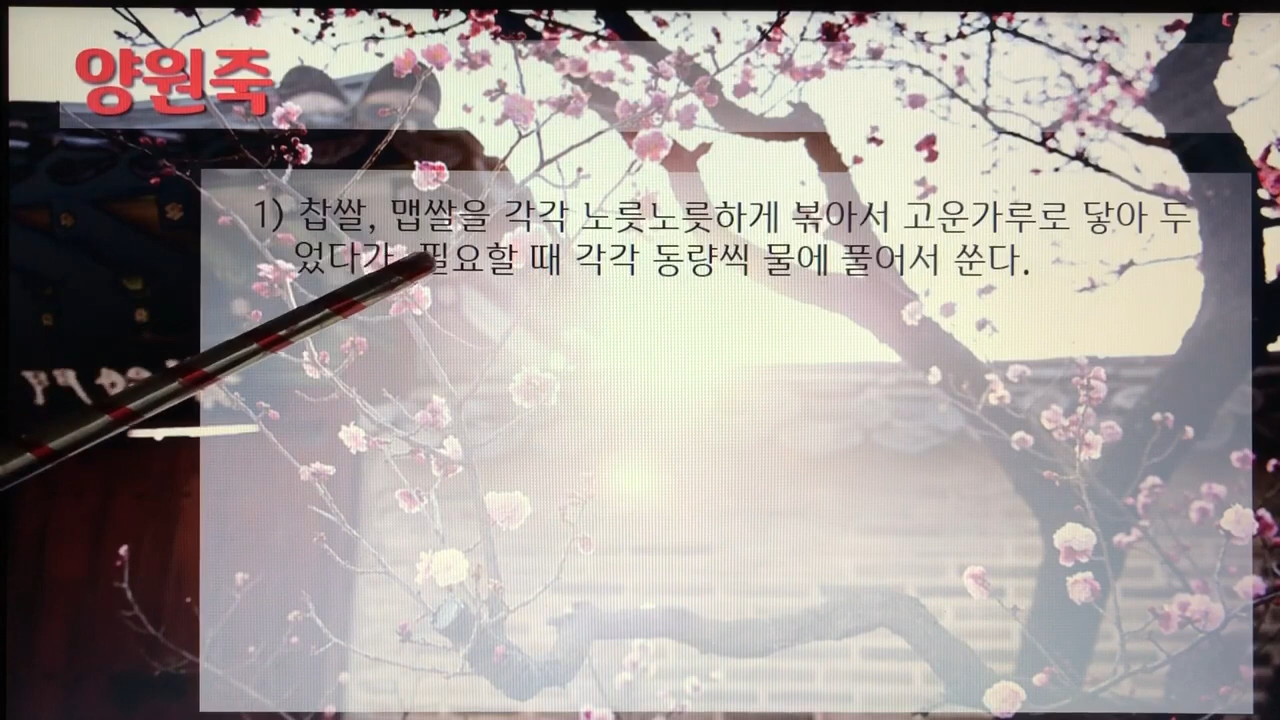 양원죽
1) 찹쌀, 맵쌀을 각각 노릇노릇하게 볶아서 고운가루로 닿아 두
었다가 필요할 때 각각 동량씩 물에 풀어서 쑨다.